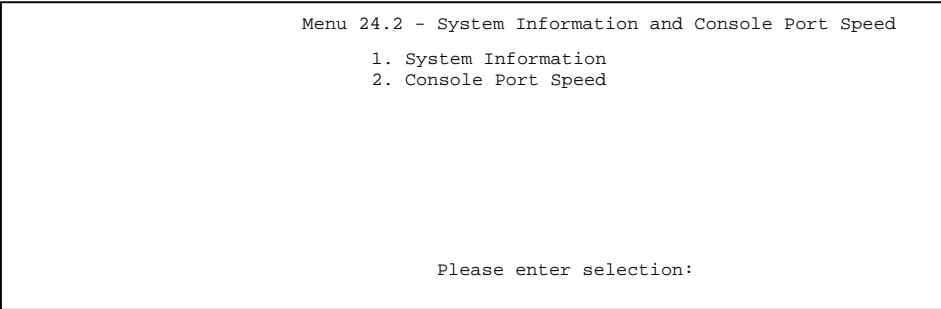 Menu 24.2 - System Information and Console Port Speed
1. System Information
2. Console Port Speed
Please enter selection: